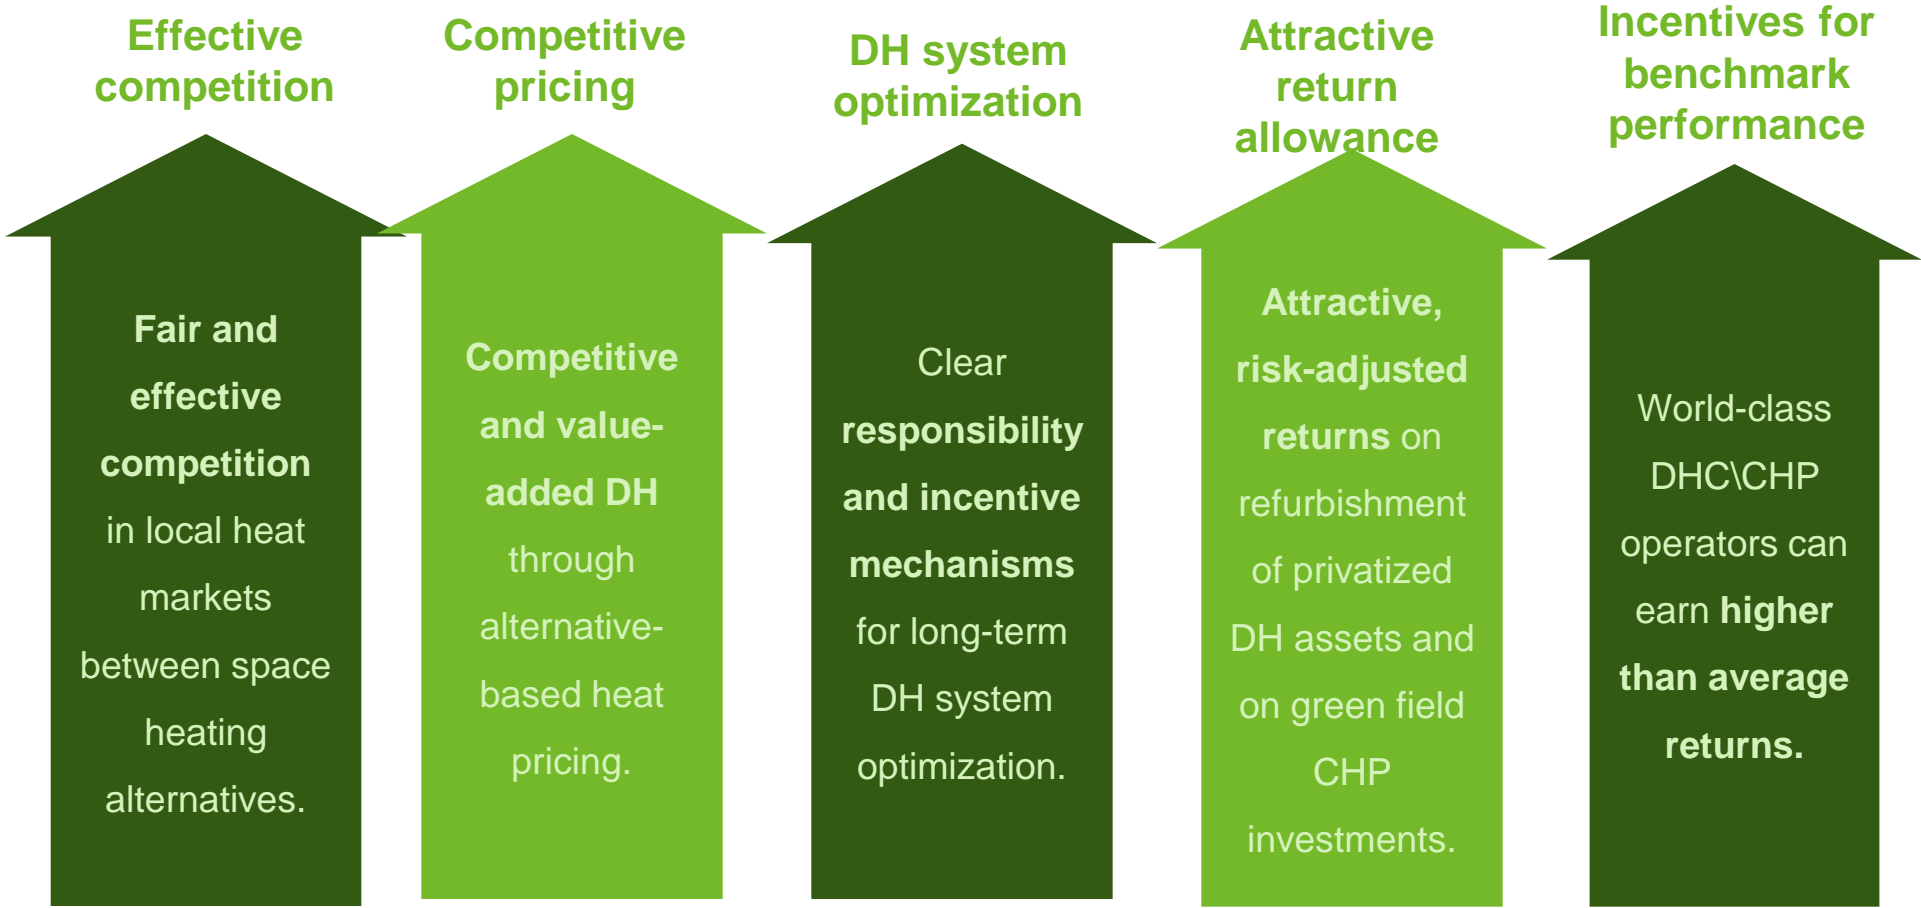 Effective
competition
Competitive
pricing
DH system
optimization
Attractive
return
allowance
Incentives for
benchmark
performance
Fair and
effective
competition
in local heat
markets
between space
heating
alternatives.
Competitive
and value-
added DH
through
alternative-
based heat
pricing.
Clear
responsibility
and incentive
mechanisms
for long-term
DH system
optimization.
Attractive,
risk-adjusted
returns on
refurbishment
of privatized
DH assets and
on green field
CHP
investments.
World-class
DHC\CHP
operators can
earn higher
than average
returns.